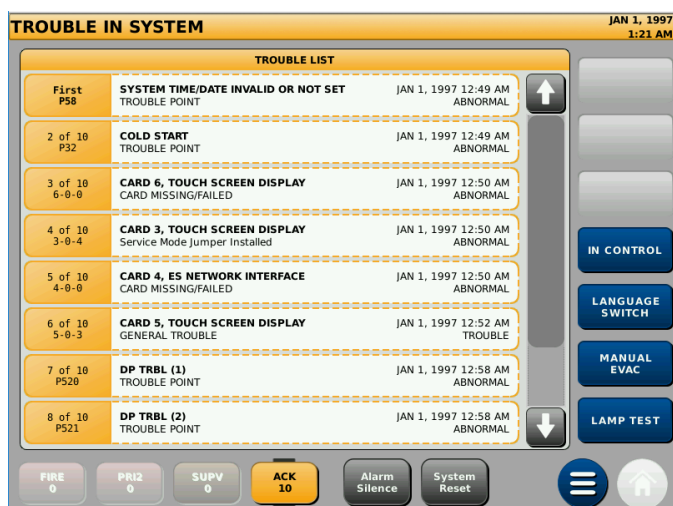 TROUBLE IN SYSTEM
JAN 1, 1997
1:21 AM
TROUBLE LIST
First
P58
SYSTEM TIME/DATE INVALID OR NOT SET
TROUBLE POINT
JAN 1, 1997 12:49 AM
ABNORMAL
2 of 10
P32
COLD START
TROUBLE POINT
JAN 1, 1997 12:49 AM
ABNORMAL
3 of 10
6-0-0
CARD 6, TOUCH SCREEN DISPLAY
CARD MISSING/FAILED
JAN 1, 1997 12:50 AM
ABNORMAL
4 of 10
3-0-4
CARD 3, TOUCH SCREEN DISPLAY
Service Mode Jumper Installed
JAN 1, 1997 12:50 AM
ABNORMAL
5 of 10
4-0-0
CARD 4, ES NETWORK INTERFACE
CARD MISSING/FAILED
JAN 1, 1997 12:50 AM
ABNORMAL
6 of 10
5-0-3
CARD 5, TOUCH SCREEN DISPLAY
GENERAL TROUBLE
JAN 1, 1997 12:52 AM
TROUBLE
7 of 10
P520
DP TRBL (1)
TROUBLE POINT
JAN 1, 1997 12:58 AM
ABNORMAL
8 of 10
P521
DP TRBL (2)
TROUBLE POINT
JAN 1, 1997 12:58 AM
ABNORMAL
IN CONTROL
LANGUAGE
SWITCH
MANUAL
EVAC
LAMP TEST
FIRE
0
PRI2
0
SUPV
0
ACK
10
Alarm
Silence
System
Reset